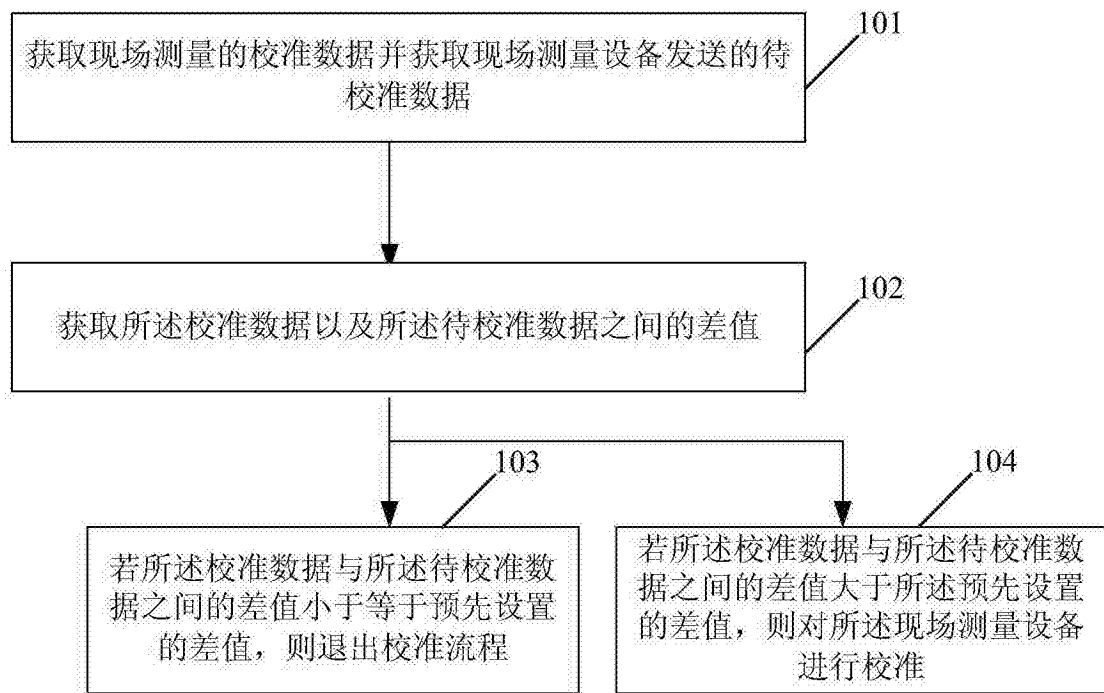 101
获取现场测量的校准数据并获取现场测量设备发送的待
校准数据
102
获取所述校准数据以及所述待校准数据之间的差值
103
104
若所述校准数据与所述待校准数
据之间的差值小于等于预先设置
的差值，则退出校准流程
若所述校准数据与所述待校准数
据之间的差值大于所述预先设置
的差值，则对所述现场测量设备
进行校准